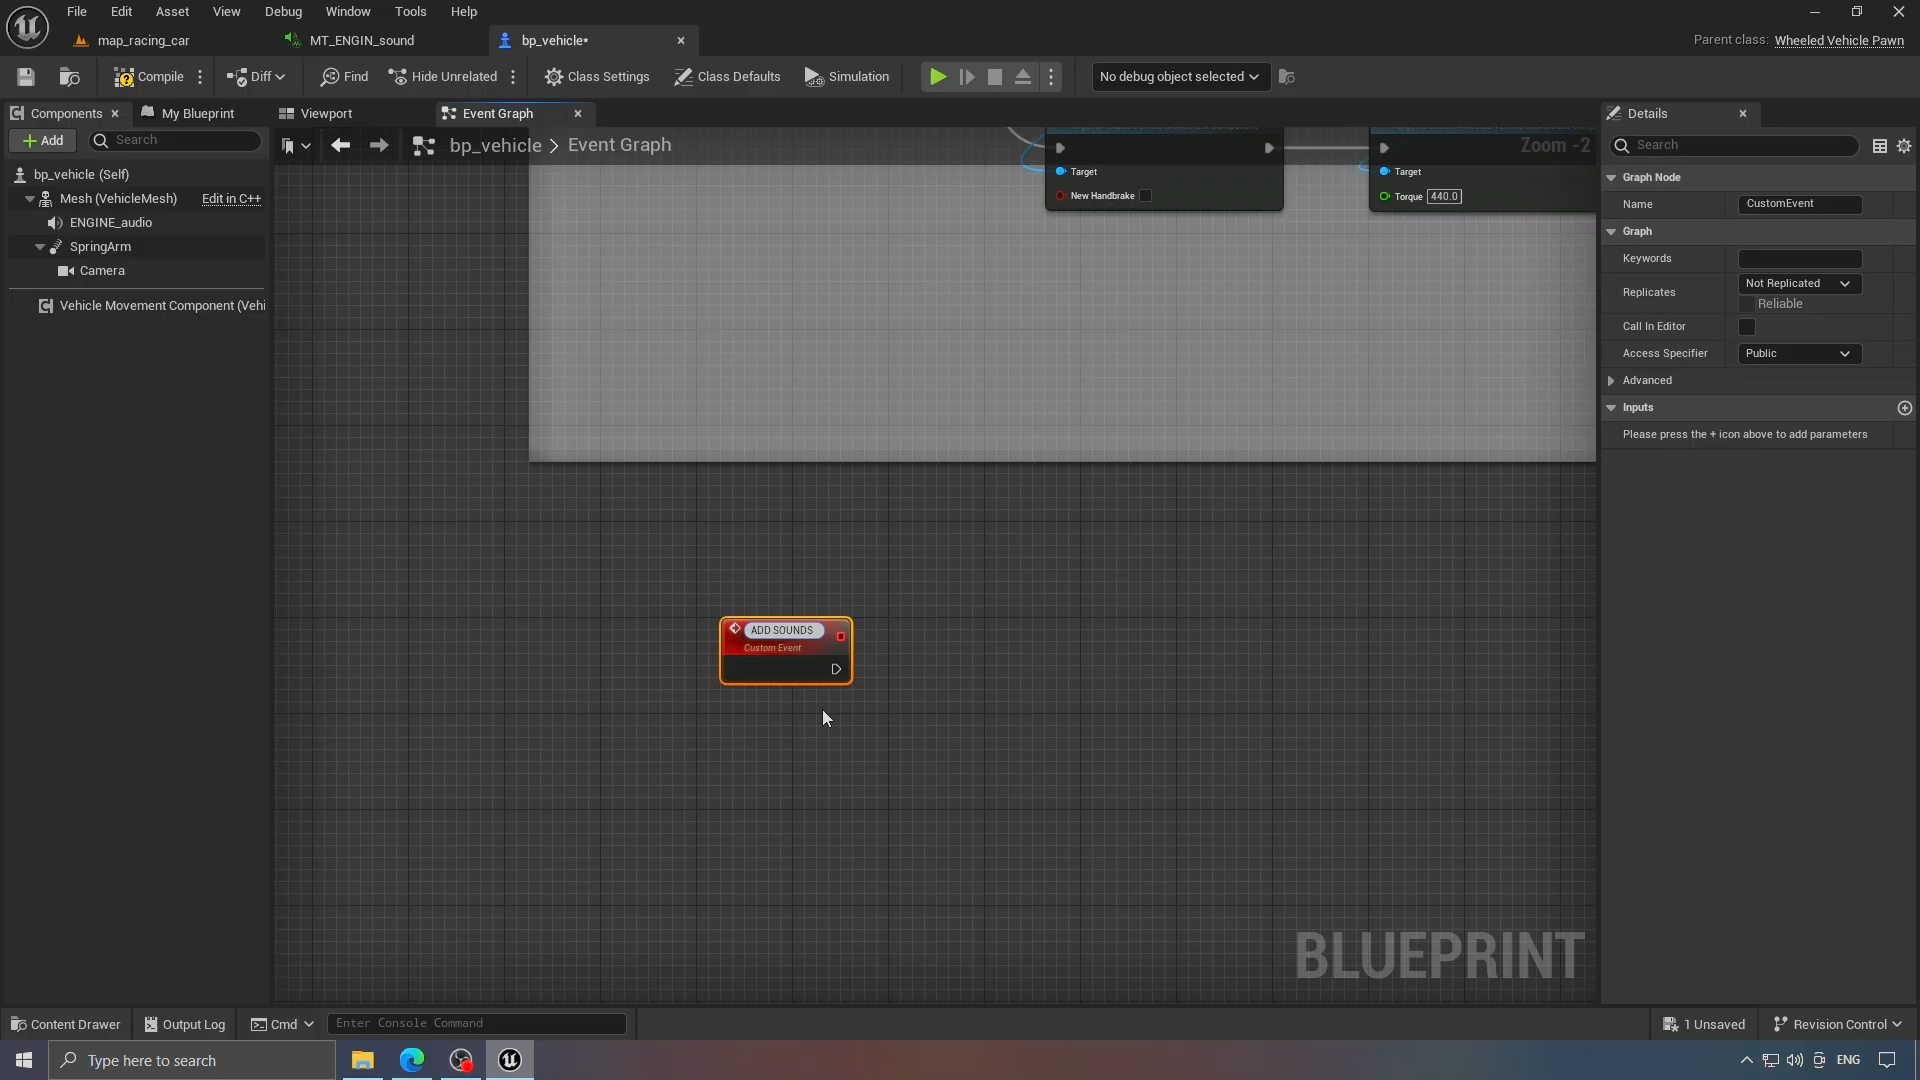 File Edit Asset View Debug Window Tools Help
map_racing_car MT_ENGIN_sound bp_vehicle*
Parent class: Wheeled Vehicle Pawn
Compile Diff Find Hide Unrelated Class Settings Class Defaults Simulation No debug object selected
Components My Blueprint Viewport Event Graph Details
Add Search
bp_vehicle > Event Graph
Zoom -2
Search
bp_vehicle (Self)
Mesh (VehicleMesh) Edit in C++
ENGINE_audio
SpringArm
Camera
Vehicle Movement Component (Vehi
Target
New Handbrake
Target
Torque 440.0
ADD SOUNDS
Custom Event
BLUEPRINT
Graph Node
Name CustomEvent
Graph
Keywords
Replicates Not Replicated
Reliable
Call In Editor
Access Specifier Public
Advanced
Inputs
Please press the + icon above to add parameters
Content Drawer Output Log Cmd Enter Console Command 1 Unsaved Revision Control
Type here to search ENG